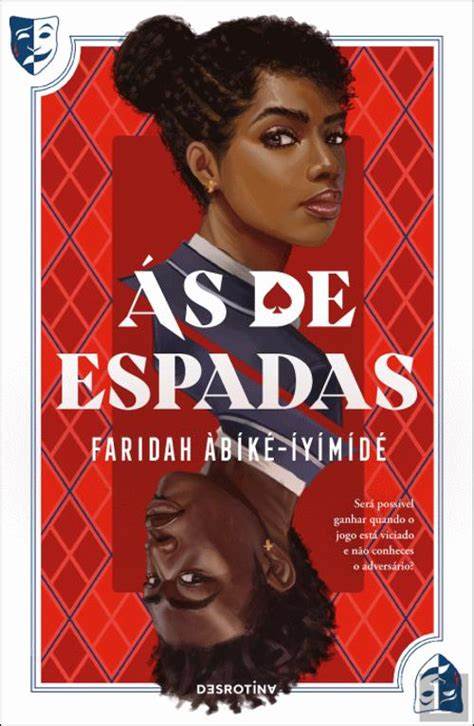 ÁS DE
ESPADAS
FARIDAH ÀBÍKÉ-ÍYÍMÍDÉ
Será possível
ganhar quando o
jogo está viciado
e não conheces
o adversário?
DESROTINA